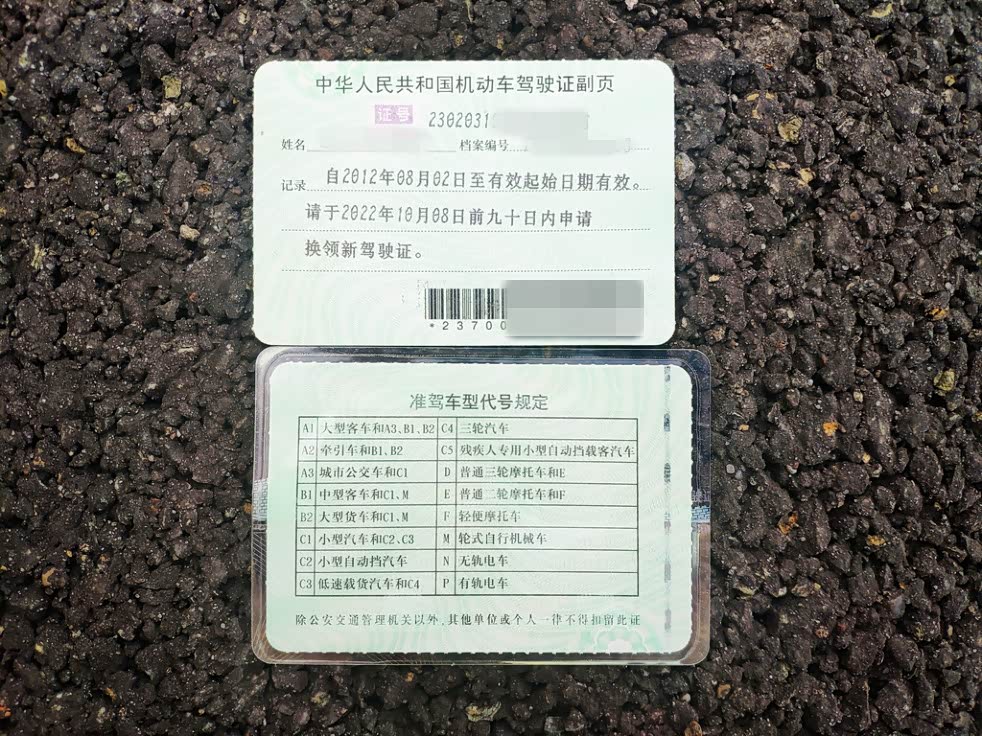 中华人民共和国机动车驾驶证副页
证号 2302031
姓名 档案编号
记录 自2012年08月02日至有效起始日期有效。
请于2022年10月08日前九十日内申请
换领新驾驶证。
*23700
准驾车型代号规定
A1 大型客车和A3、B1、B2 C4 三轮汽车
A2 牵引车和B1、B2 C5 残疾人专用小型自动挡载客汽车
A3 城市公交车和C1 D 普通三轮摩托车和E
B1 中型客车和C1、M E 普通二轮摩托车和F
B2 大型货车和C1、M F 轻便摩托车
C1 小型汽车和C2、C3 M 轮式自行机械车
C2 小型自动挡汽车 N 无轨电车
C3 低速载货汽车和C4 P 有轨电车
除公安交通管理机关以外，其他单位或个人一律不得扣留此证